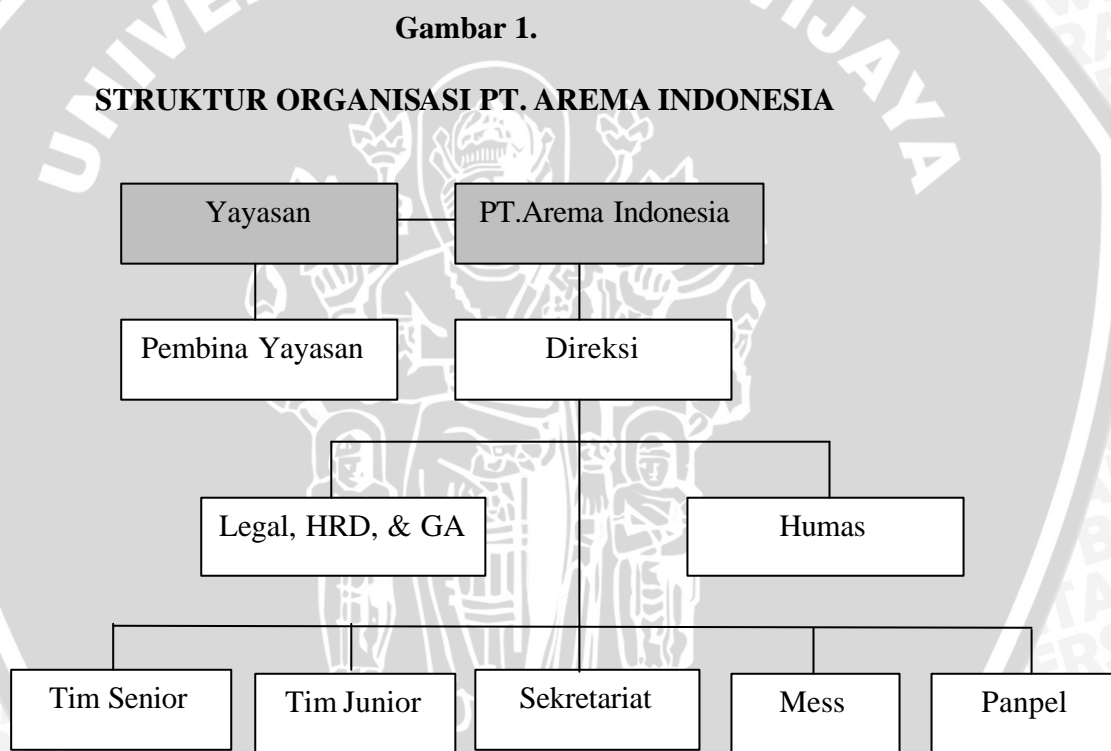 Gambar 1.
STRUKTUR ORGANISASI PT. AREMA INDONESIA
Yayasan
PT.Arema Indonesia
Pembina Yayasan
Direksi
Legal, HRD, & GA
Humas
Tim Senior
Tim Junior
Sekretariat
Mess
Panpel